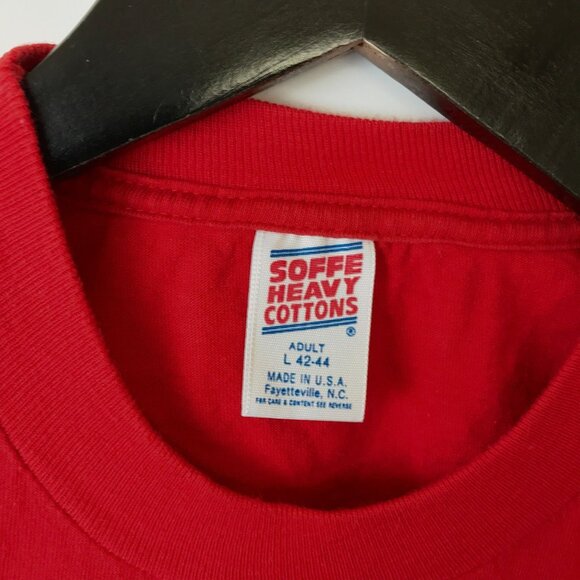 SOFFE
HEAVY
COTTONS
®
ADULT
L 42-44
MADE IN U.S.A.
Fayetteville, N.C.
FOR CARE & CONTENT SEE REVERSE